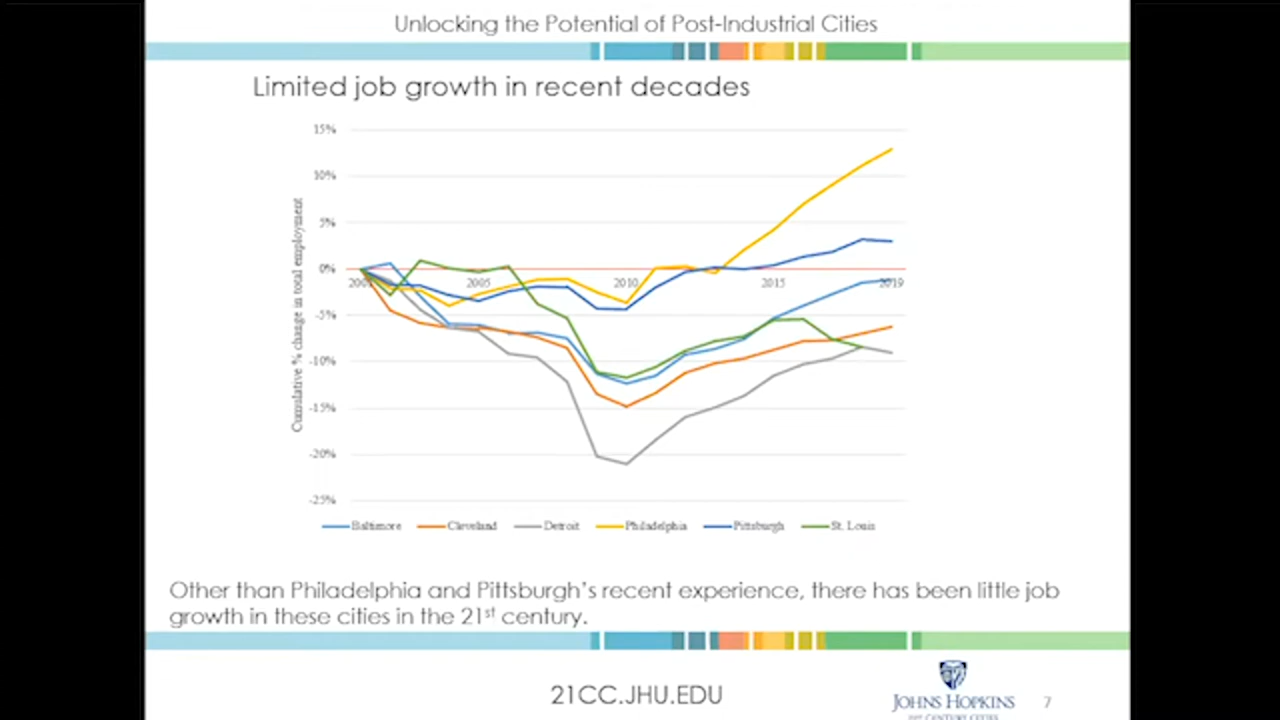 Unlocking the Potential of Post-Industrial Cities
Limited job growth in recent decades
15%
10%
5%
0%
-5%
-10%
-15%
-20%
-25%
Cumulative % change in total employment
2005
2010
2015
2019
Baltimore Cleveland Detroit Philadelphia Pittsburgh St. Louis
Other than Philadelphia and Pittsburgh's recent experience, there has been little job
growth in these cities in the 21st century.
21CC.JHU.EDU
JOHNS HOPKINS
21ST CENTURY CITIES
7